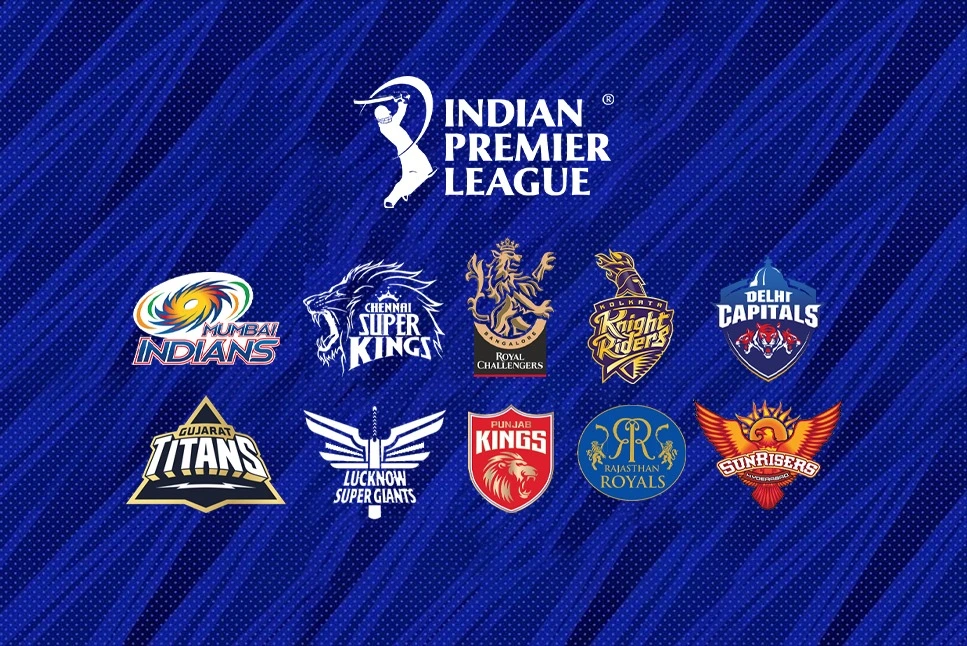 INDIAN ®
PREMIER
LEAGUE
MUMBAI
INDIANS
CHENNAI
SUPER
KINGS
BANGALORE
ROYAL
CHALLENGERS
KOLKATA
Knight
Riders
DELHI
CAPITALS
GUJARAT
TITANS
LUCKNOW
SUPER GIANTS
PUNJAB
KINGS
RR
RAJASTHAN
ROYALS
SUNRISERS
HYDERABAD